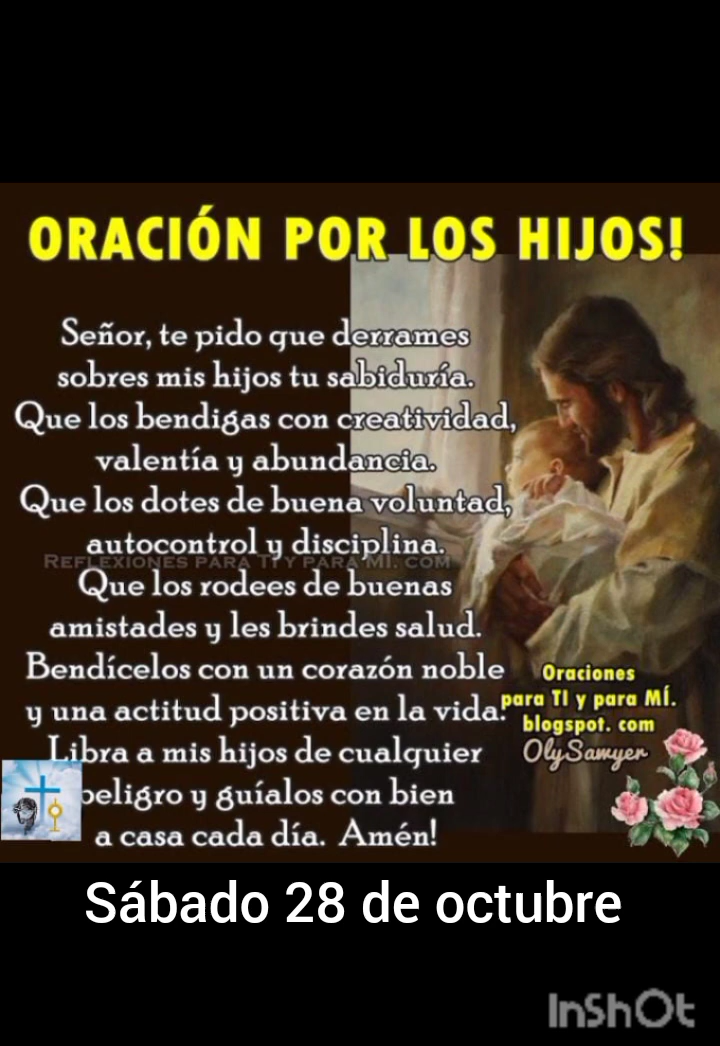 ORACIÓN POR LOS HIJOS!
Señor, te pido que derrames
sobres mis hijos tu sabiduría.
Que los bendigas con creatividad,
valentía y abundancia.
Que los dotes de buena voluntad,
autocontrol y disciplina.
REFLEXIONES PARA TI Y PARA MI. COM
Que los rodees de buenas
amistades y les brindes salud.
Bendícelos con un corazón noble
y una actitud positiva en la vida.
Libra a mis hijos de cualquier
peligro y guíalos con bien
a casa cada día. Amén!
Oraciones
para TI y para MÍ.
blogspot. com
OlySawyer
Sábado 28 de octubre
InShOt